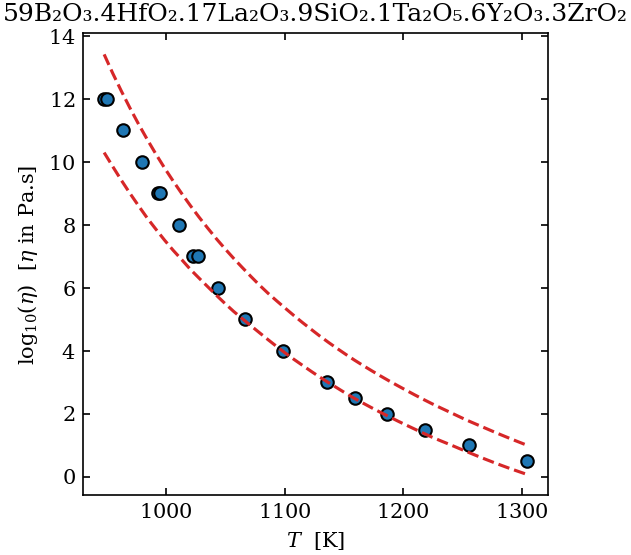 59B₂O₃.4HfO₂.17La₂O₃.9SiO₂.1Ta₂O₅.6Y₂O₃.3ZrO₂
14
12
10
8
6
4
2
0
log₁₀(η) [η in Pa.s]
1000 1100 1200 1300
T [K]